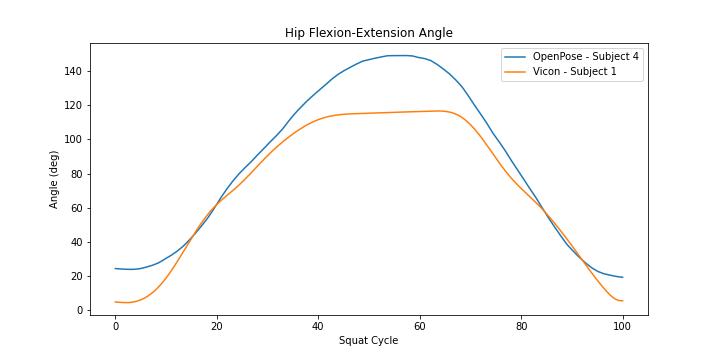 Hip Flexion-Extension Angle
OpenPose - Subject 4
Vicon - Subject 1
140
120
100
80
60
40
20
0
Angle (deg)
0 20 40 60 80 100
Squat Cycle